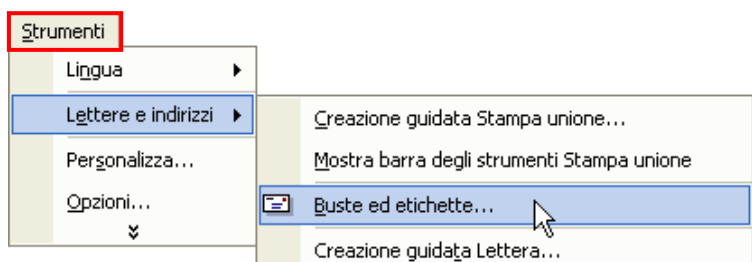 Strumenti
Lingua
Lettere e indirizzi
Personalizza...
Opzioni...
Creazione guidata Stampa unione...
Mostra barra degli strumenti Stampa unione
Buste ed etichette...
Creazione guidata Lettera...